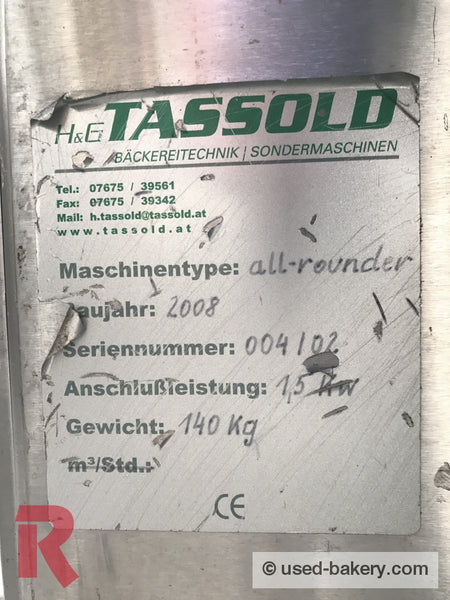 H&E TASSOLD
BÄCKEREITECHNIK | SONDERMASCHINEN
Tel.: 07675 / 39561
Fax: 07675 / 39342
Mail: h.tassold@tassold.at
www.tassold.at
Maschinentype: all-rounder
Baujahr: 2008
Seriennummer: 004/02
Anschlußleistung: 1,5 Kw
Gewicht: 140 Kg
m³/Std.:
CE
R
© used-bakery.com